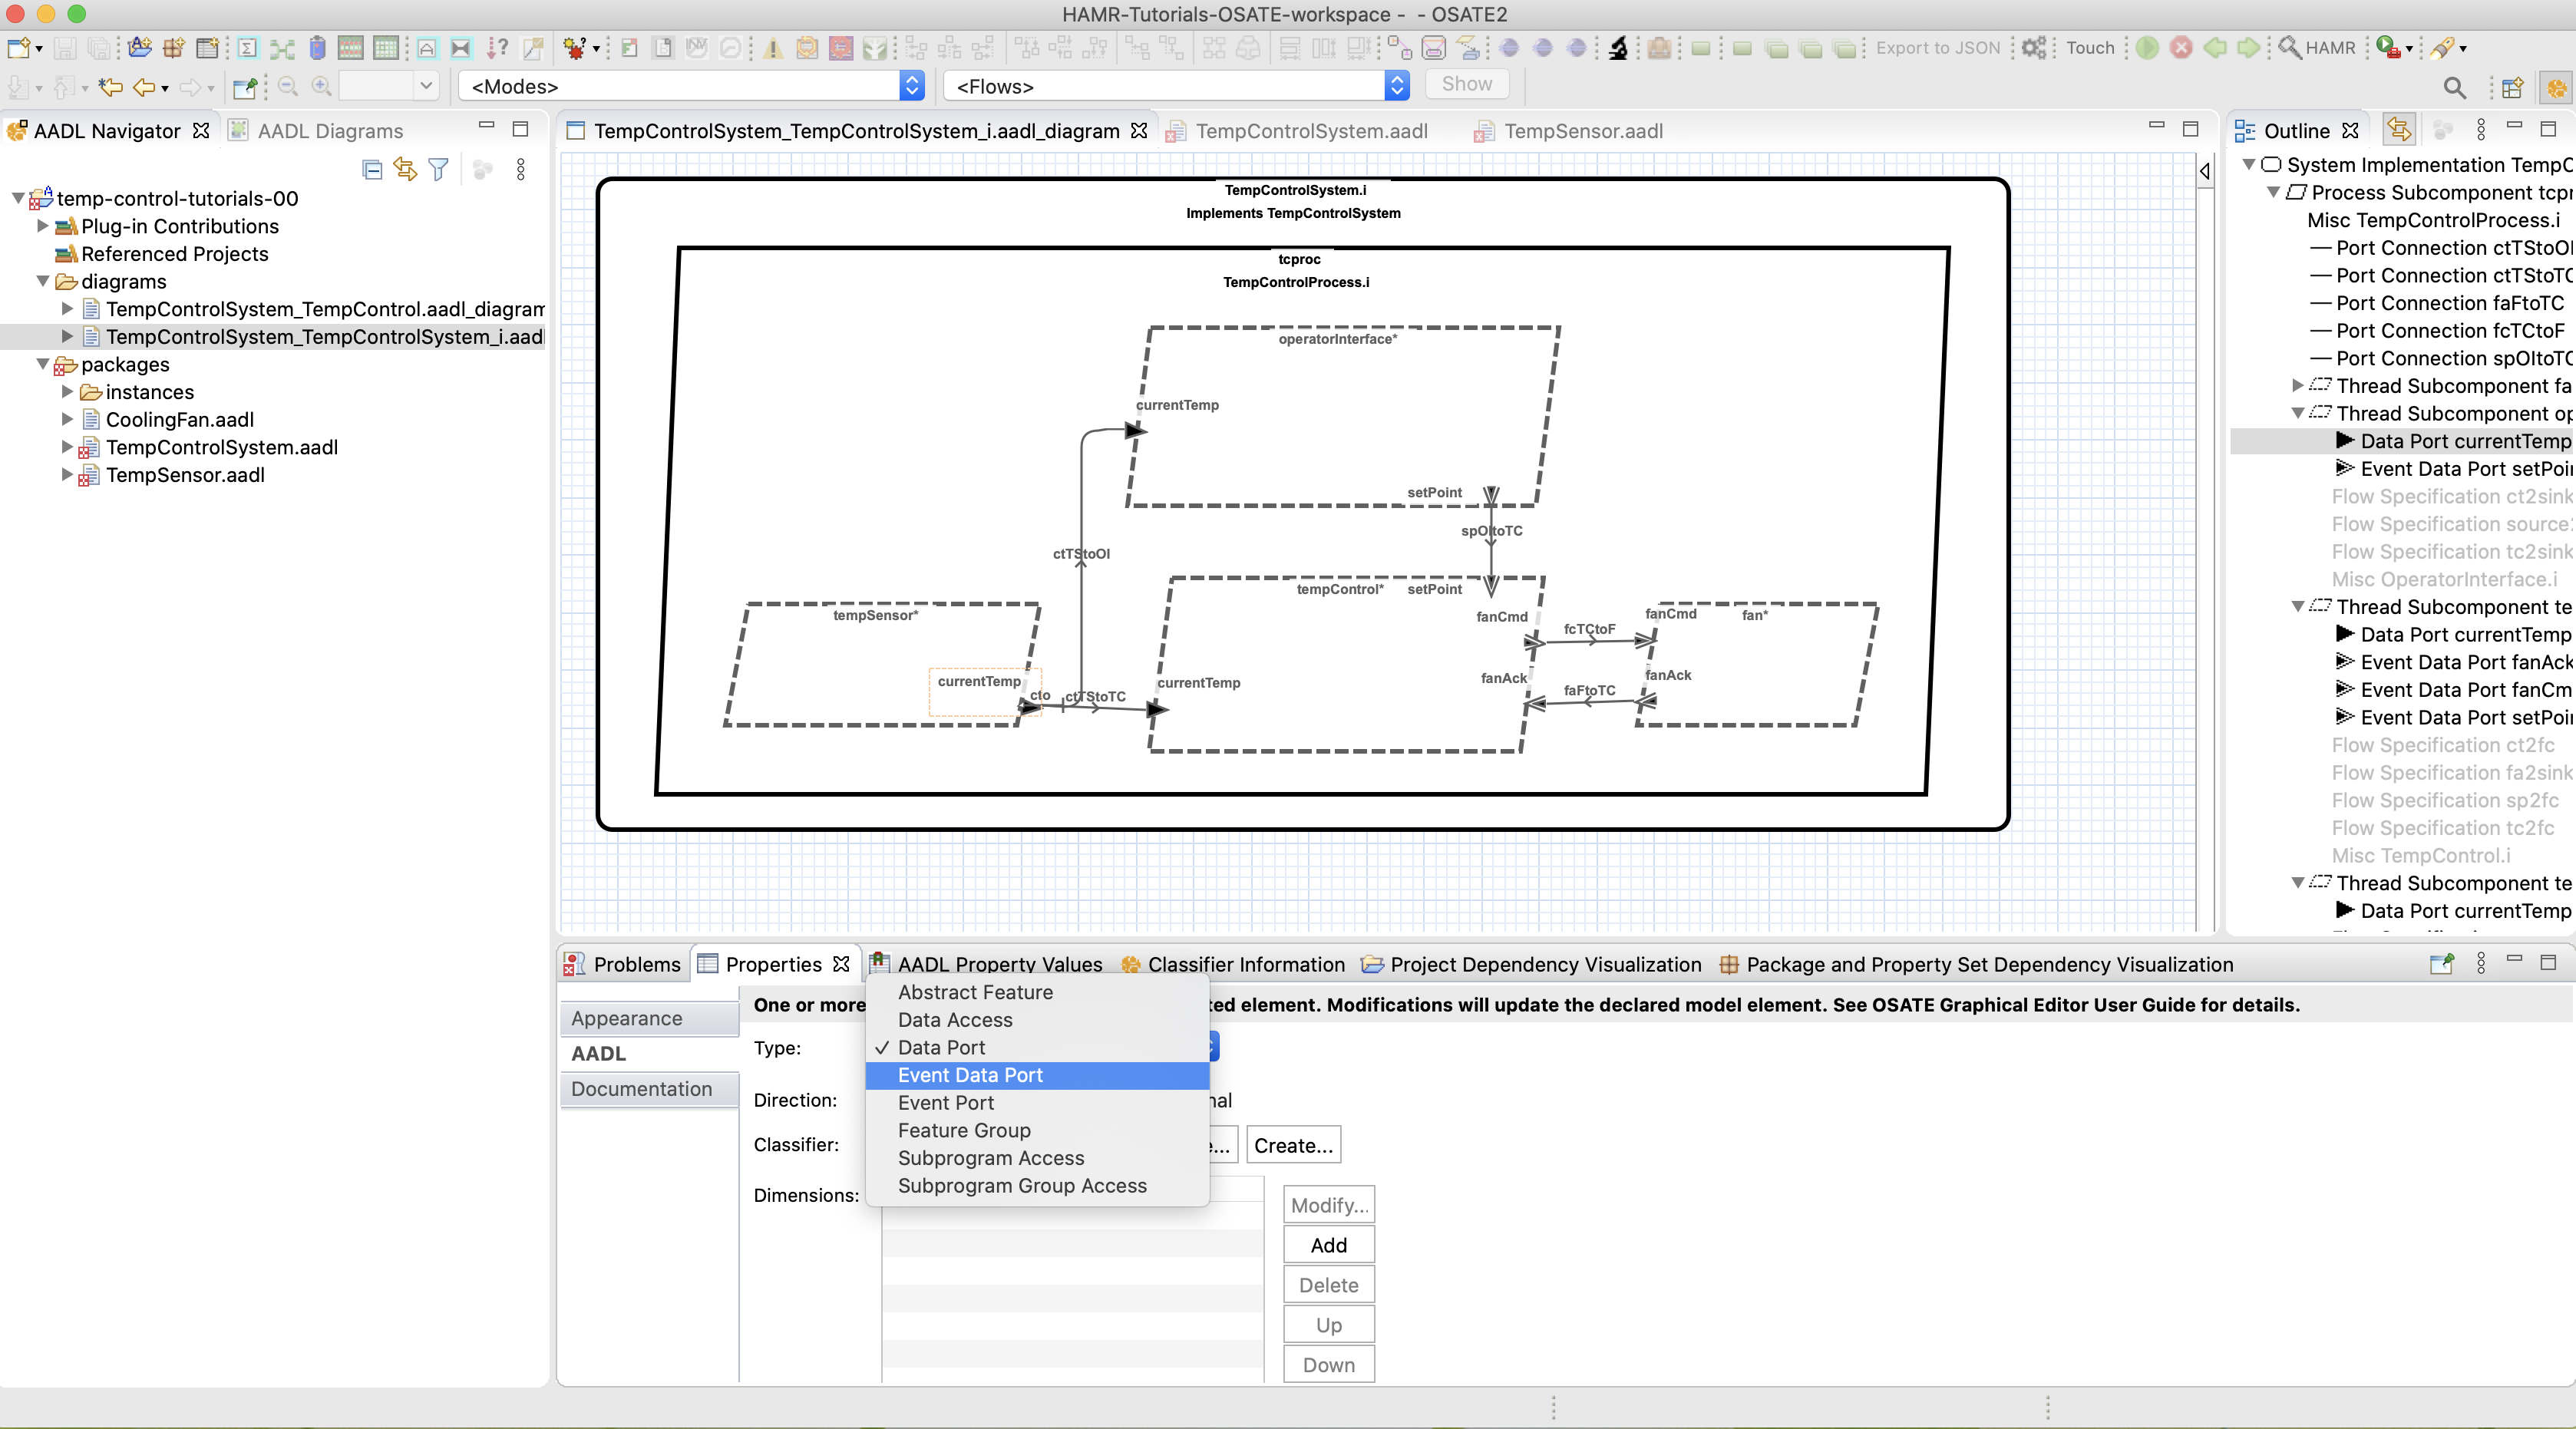 HAMR-Tutorials-OSATE-workspace -  - OSATE2
Export to JSON
Touch
HAMR
<Modes>
<Flows>
Show
AADL Navigator
AADL Diagrams
temp-control-tutorials-00
Plug-in Contributions
Referenced Projects
diagrams
TempControlSystem_TempControl.aadl_diagram
TempControlSystem_TempControlSystem_i.aadl
packages
instances
CoolingFan.aadl
TempControlSystem.aadl
TempSensor.aadl
TempControlSystem_TempControlSystem_i.aadl_diagram
TempControlSystem.aadl
TempSensor.aadl
TempControlSystem.i
Implements TempControlSystem
tcproc
TempControlProcess.i
operatorInterface*
currentTemp
setPoint
spOItoTC
ctTStoOI
tempSensor*
currentTemp
cto
ctTStoTC
tempControl*
setPoint
fanCmd
currentTemp
fanAck
fcTCtoF
faFtoTC
fanCmd
fan*
fanAck
Outline
System Implementation TempC
Process Subcomponent tcpr
Misc TempControlProcess.i
Port Connection ctTStoOI
Port Connection ctTStoTC
Port Connection faFtoTC
Port Connection fcTCtoF
Port Connection spOItoTC
Thread Subcomponent fa
Thread Subcomponent op
Data Port currentTemp
Event Data Port setPoin
Flow Specification ct2sink
Flow Specification source
Flow Specification tc2sink
Misc OperatorInterface.i
Thread Subcomponent te
Data Port currentTemp
Event Data Port fanAck
Event Data Port fanCm
Event Data Port setPoin
Flow Specification ct2fc
Flow Specification fa2sink
Flow Specification sp2fc
Flow Specification tc2fc
Misc TempControl.i
Thread Subcomponent te
Data Port currentTemp
Problems
Properties
AADL Property Values
Classifier Information
Project Dependency Visualization
Package and Property Set Dependency Visualization
Appearance
AADL
Documentation
One or more
ted element. Modifications will update the declared model element. See OSATE Graphical Editor User Guide for details.
Type:
Direction:
nal
Classifier:
e...
Create...
Dimensions:
Abstract Feature
Data Access
✓ Data Port
Event Data Port
Event Port
Feature Group
Subprogram Access
Subprogram Group Access
Modify...
Add
Delete
Up
Down